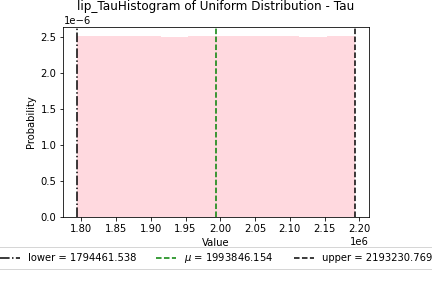 lip_TauHistogram of Uniform Distribution - Tau
1e−6
2.5
2.0
1.5
1.0
0.5
0.0
Probability
1.80 1.85 1.90 1.95 2.00 2.05 2.10 2.15 2.20
Value
1e6
lower = 1794461.538 μ = 1993846.154 upper = 2193230.769